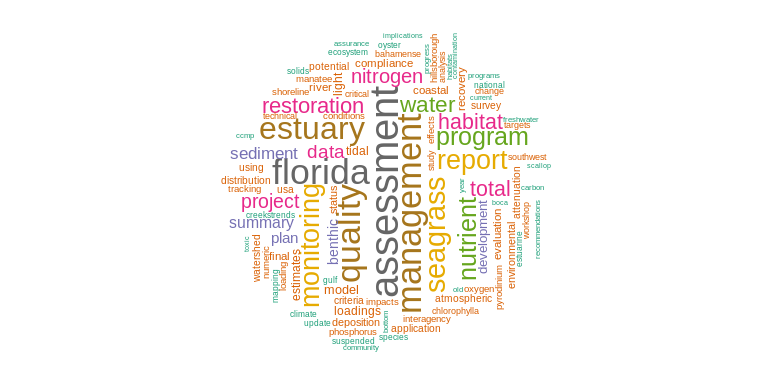 implications
assurance
oyster
ecosystem
bahamense
compliance
solids
potential
nitrogen
manatee
river
light
critical
coastal
progress
hillsborough
analysis
habitats
contamination
recovery
programs
national
change
current
survey
shoreline
restoration
technical
conditions
water
freshwater
targets
effects
habitat
estuary
program
ccmp
sediment
data
tidal
assessment
management
report
study
southwest
scallop
using
florida
distribution
tracking
usa
status
quality
monitoring
seagrass
nutrient
total
year
boca
carbon
attenuation
workshop
recommendations
project
creeks
trends
summary
plan
benthic
development
evaluation
environmental
estuarine
toxic
watershed
numeric
final
mapping
loading
estimates
gulf
model
old
oxygen
pyrodinium
atmospheric
criteria
impacts
climate
loadings
chlorophylla
update
deposition
bottom
interagency
application
phosphorus
species
suspended
community